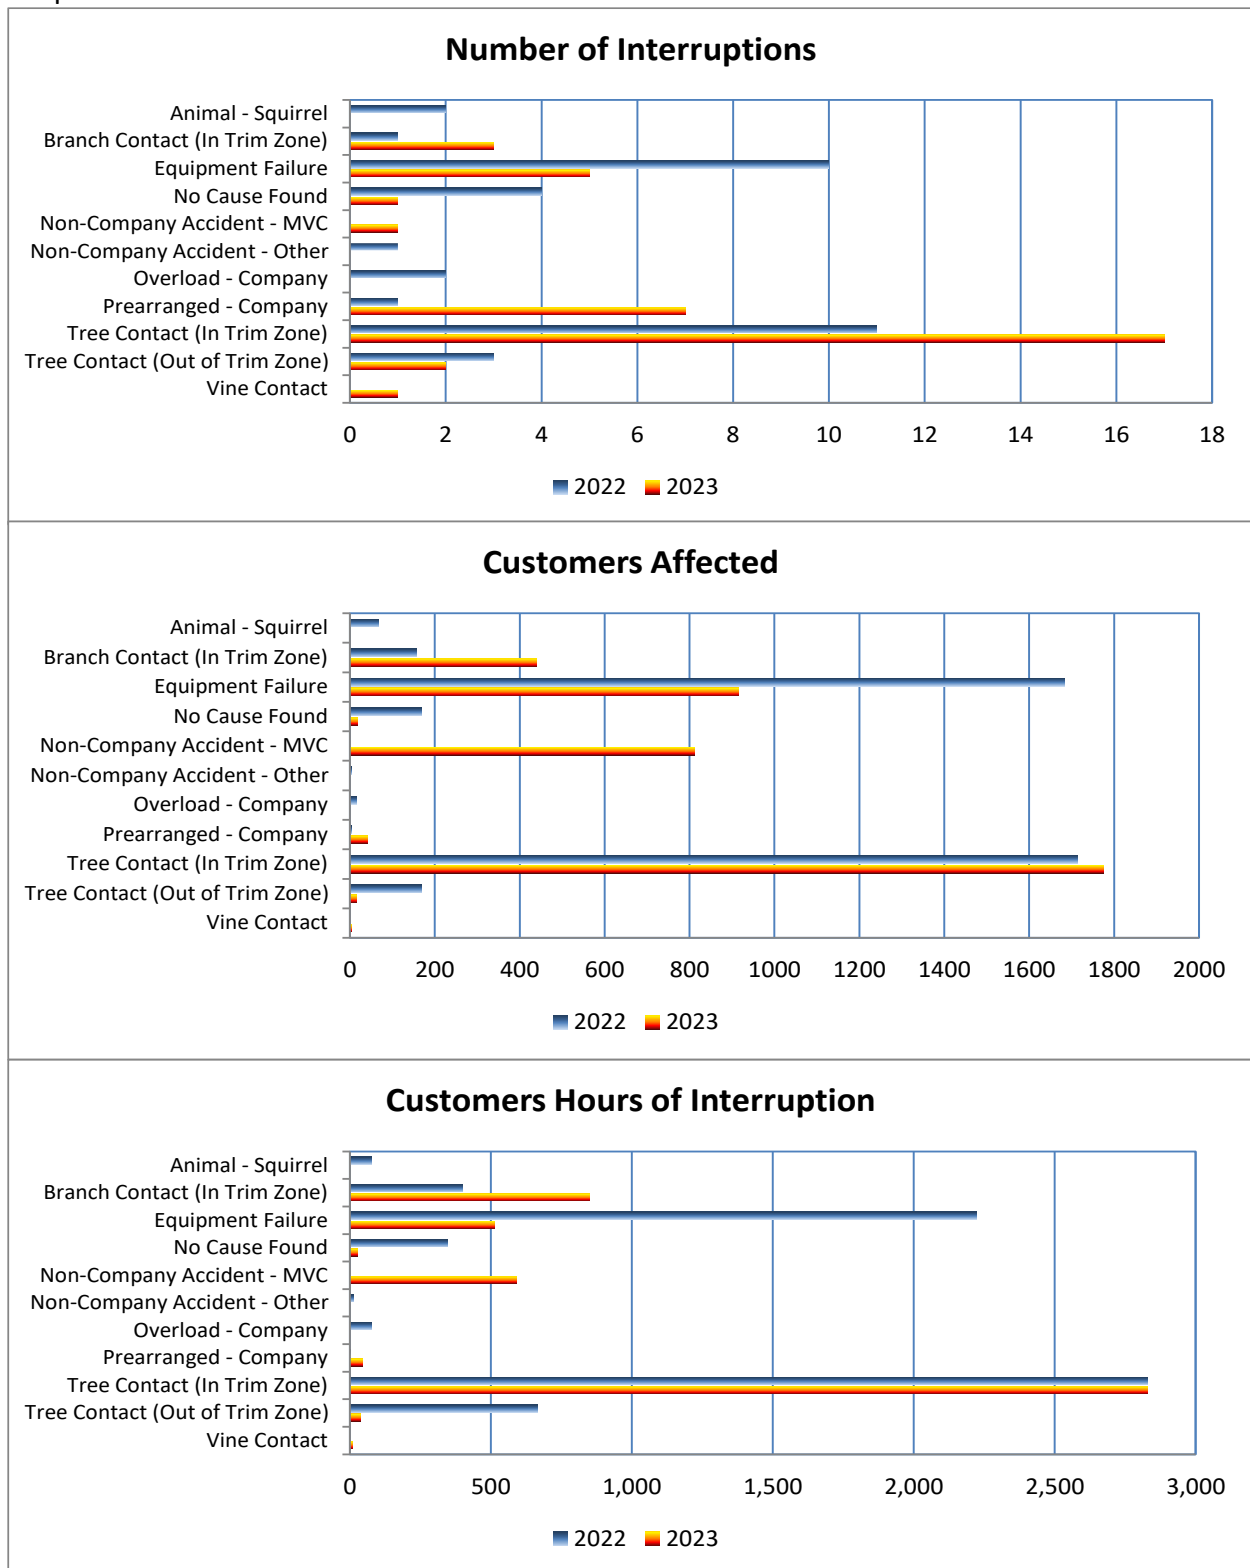 Number of Interruptions
Animal - Squirrel
Branch Contact (In Trim Zone)
Equipment Failure
No Cause Found
Non-Company Accident - MVC
Non-Company Accident - Other
Overload - Company
Prearranged - Company
Tree Contact (In Trim Zone)
Tree Contact (Out of Trim Zone)
Vine Contact
0 2 4 6 8 10 12 14 16 18
2022 2023
Customers Affected
Animal - Squirrel
Branch Contact (In Trim Zone)
Equipment Failure
No Cause Found
Non-Company Accident - MVC
Non-Company Accident - Other
Overload - Company
Prearranged - Company
Tree Contact (In Trim Zone)
Tree Contact (Out of Trim Zone)
Vine Contact
0 200 400 600 800 1000 1200 1400 1600 1800 2000
2022 2023
Customers Hours of Interruption
Animal - Squirrel
Branch Contact (In Trim Zone)
Equipment Failure
No Cause Found
Non-Company Accident - MVC
Non-Company Accident - Other
Overload - Company
Prearranged - Company
Tree Contact (In Trim Zone)
Tree Contact (Out of Trim Zone)
Vine Contact
0 500 1,000 1,500 2,000 2,500 3,000
2022 2023